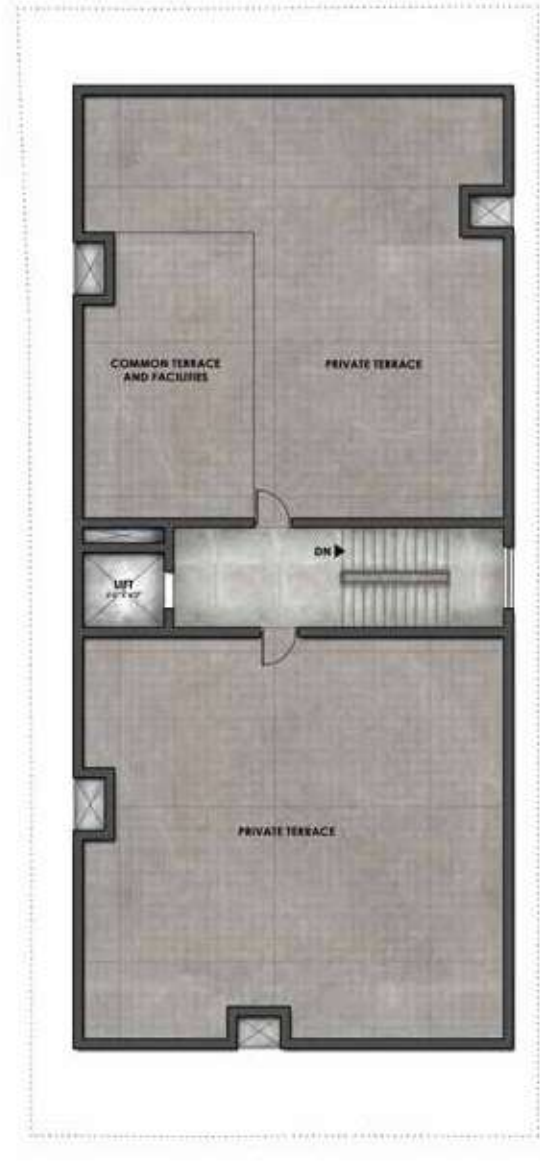 COMMON TERRACE
AND FACILITIES
PRIVATE TERRACE
DN
LIFT
PRIVATE TERRACE